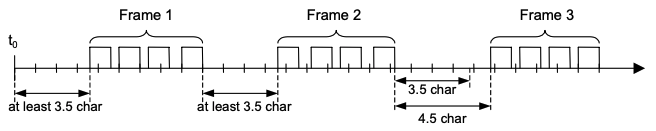 Frame 1
Frame 2
Frame 3
t0
at least 3.5 char
at least 3.5 char
3.5 char
4.5 char